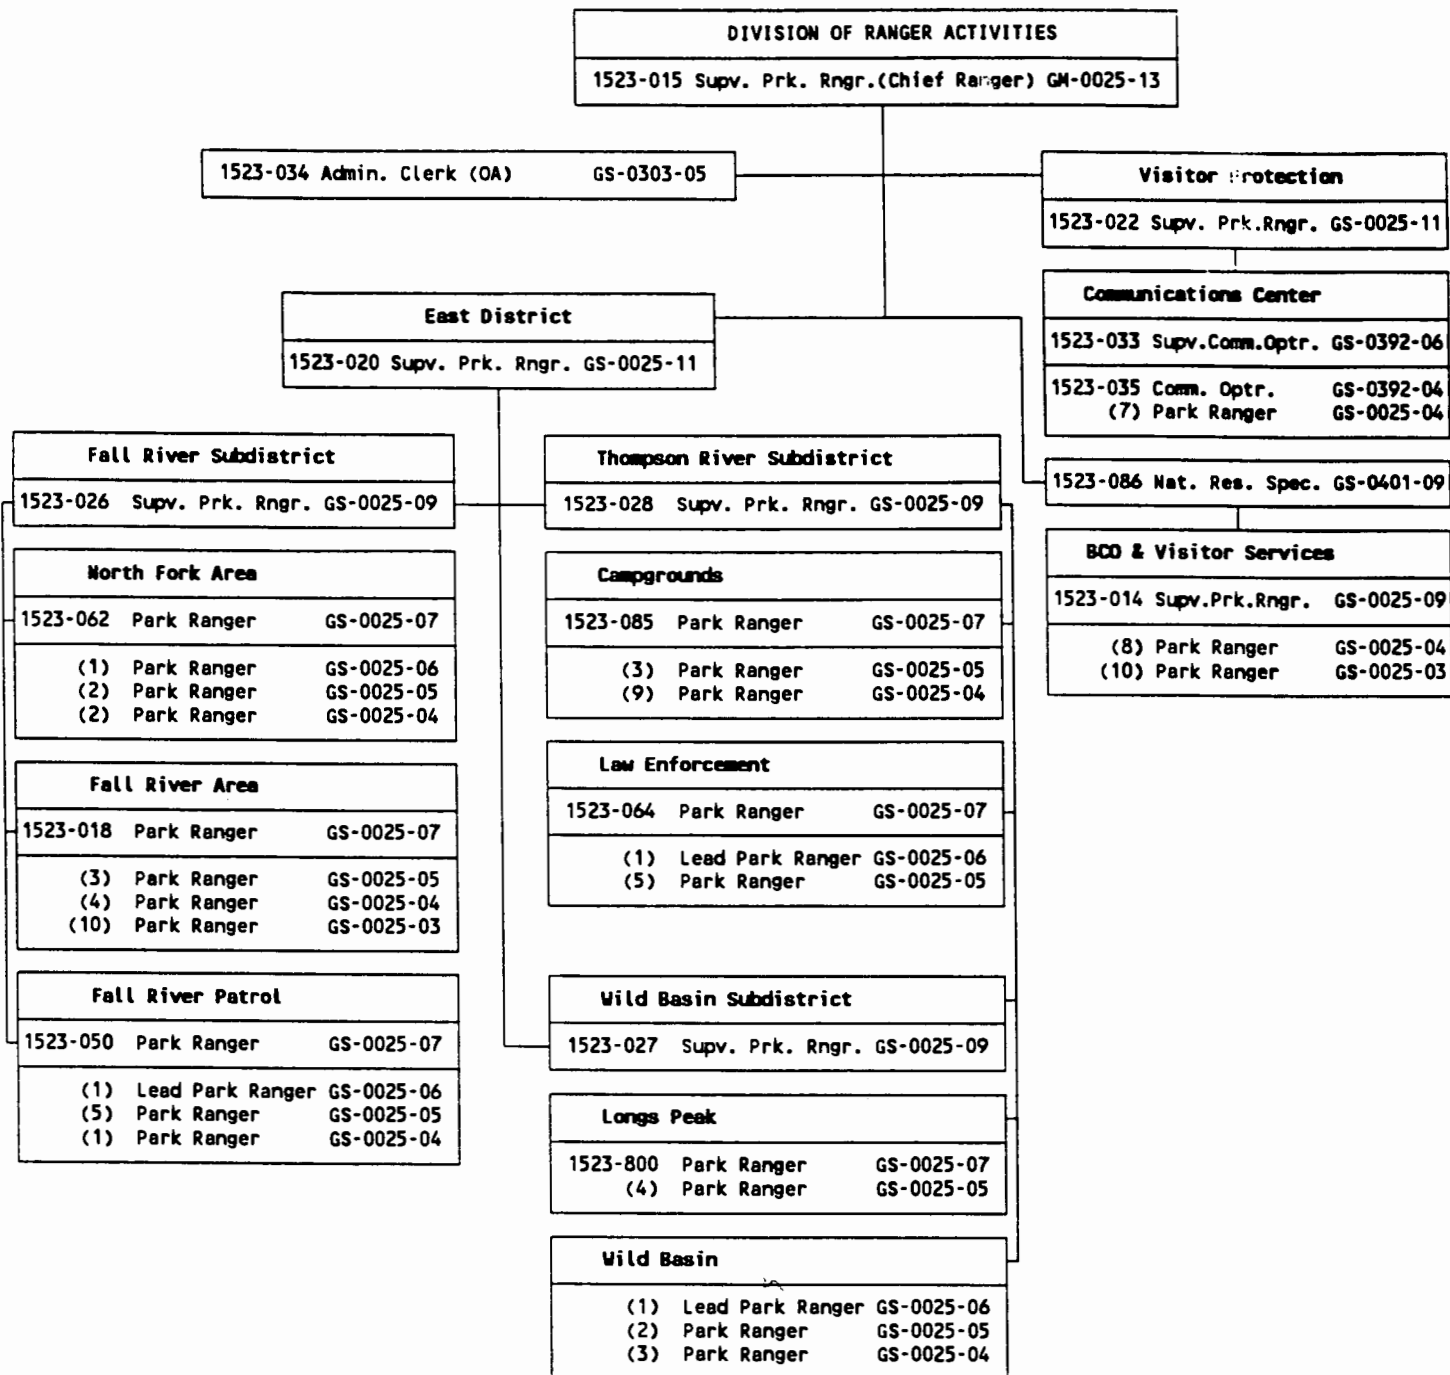 DIVISION OF RANGER ACTIVITIES
1523-015 Supv. Prk. Rngr.(Chief Ranger) GM-0025-13
1523-034 Admin. Clerk (OA) GS-0303-05
Visitor Protection
1523-022 Supv. Prk.Rngr. GS-0025-11
Communications Center
1523-033 Supv.Comm.Optr. GS-0392-06
1523-035 Comm. Optr. GS-0392-04
(7) Park Ranger GS-0025-04
East District
1523-020 Supv. Prk. Rngr. GS-0025-11
1523-086 Nat. Res. Spec. GS-0401-09
BCO & Visitor Services
1523-014 Supv.Prk.Rngr. GS-0025-09
(8) Park Ranger GS-0025-04
(10) Park Ranger GS-0025-03
Fall River Subdistrict
1523-026 Supv. Prk. Rngr. GS-0025-09
North Fork Area
1523-062 Park Ranger GS-0025-07
(1) Park Ranger GS-0025-06
(2) Park Ranger GS-0025-05
(2) Park Ranger GS-0025-04
Fall River Area
1523-018 Park Ranger GS-0025-07
(3) Park Ranger GS-0025-05
(4) Park Ranger GS-0025-04
(10) Park Ranger GS-0025-03
Fall River Patrol
1523-050 Park Ranger GS-0025-07
(1) Lead Park Ranger GS-0025-06
(5) Park Ranger GS-0025-05
(1) Park Ranger GS-0025-04
Thompson River Subdistrict
1523-028 Supv. Prk. Rngr. GS-0025-09
Campgrounds
1523-085 Park Ranger GS-0025-07
(3) Park Ranger GS-0025-05
(9) Park Ranger GS-0025-04
Law Enforcement
1523-064 Park Ranger GS-0025-07
(1) Lead Park Ranger GS-0025-06
(5) Park Ranger GS-0025-05
Wild Basin Subdistrict
1523-027 Supv. Prk. Rngr. GS-0025-09
Longs Peak
1523-800 Park Ranger GS-0025-07
(4) Park Ranger GS-0025-05
Wild Basin
(1) Lead Park Ranger GS-0025-06
(2) Park Ranger GS-0025-05
(3) Park Ranger GS-0025-04